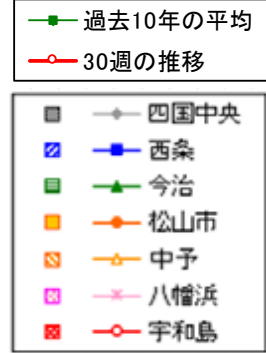 過去10年の平均
30週の推移
四国中央
西条
今治
松山市
中予
八幡浜
宇和島